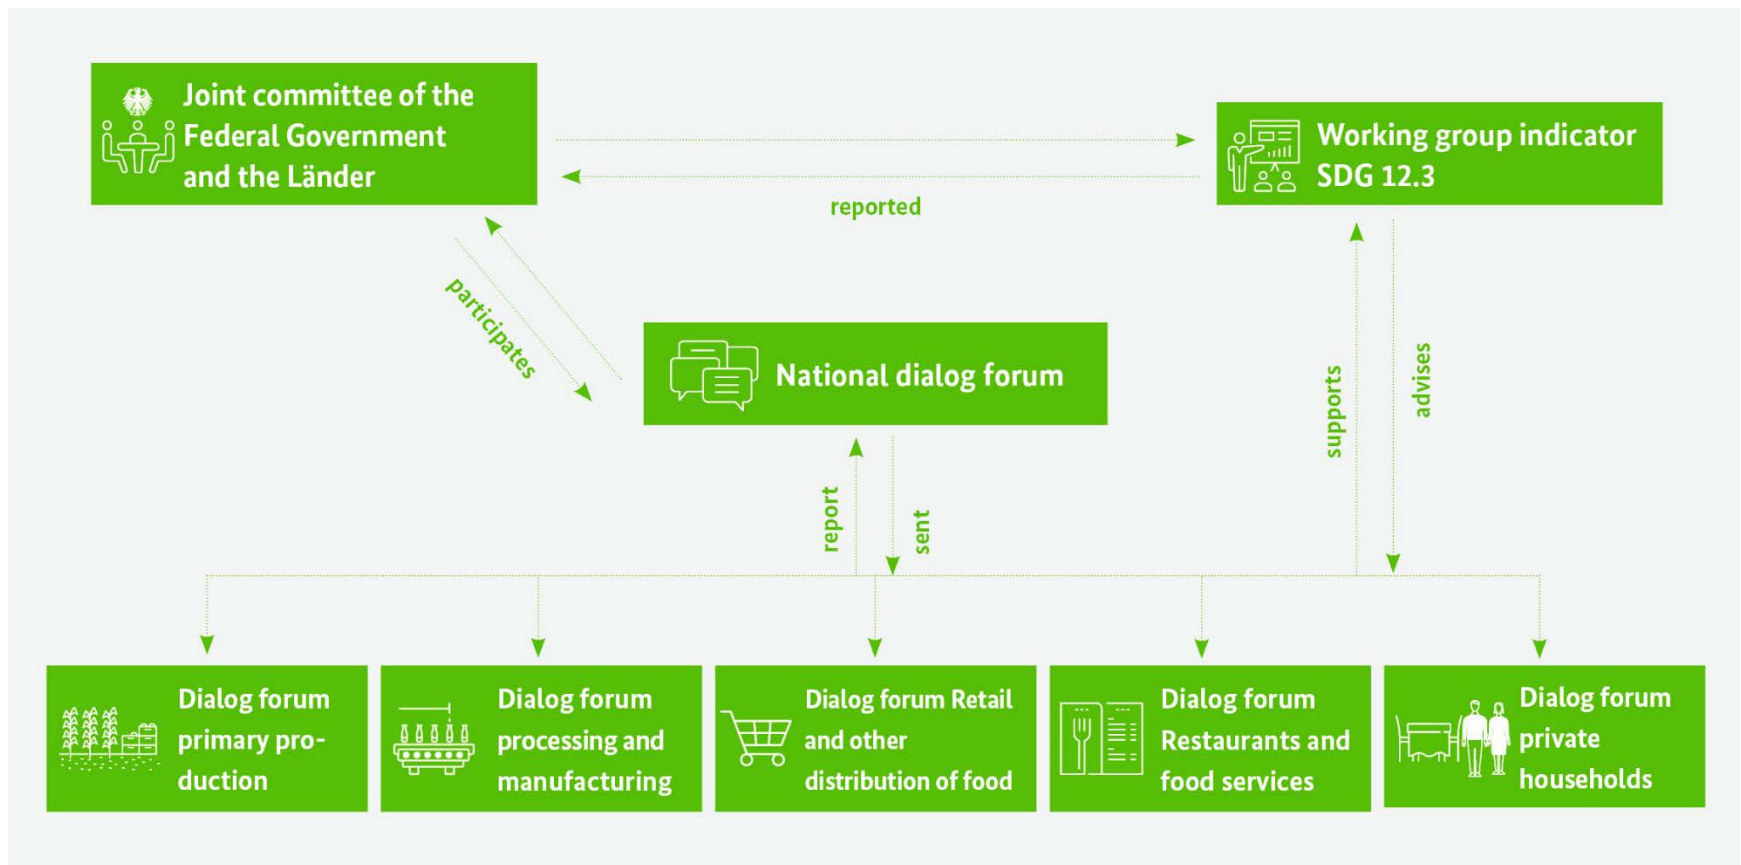 Joint committee of the
Federal Government
and the Länder
Working group indicator
SDG 12.3
reported
participates
National dialog forum
supports
advises
report
sent
Dialog forum
primary pro-
duction
Dialog forum
processing and
manufacturing
Dialog forum Retail
and other
distribution of food
Dialog forum
Restaurants and
food services
Dialog forum
private
households